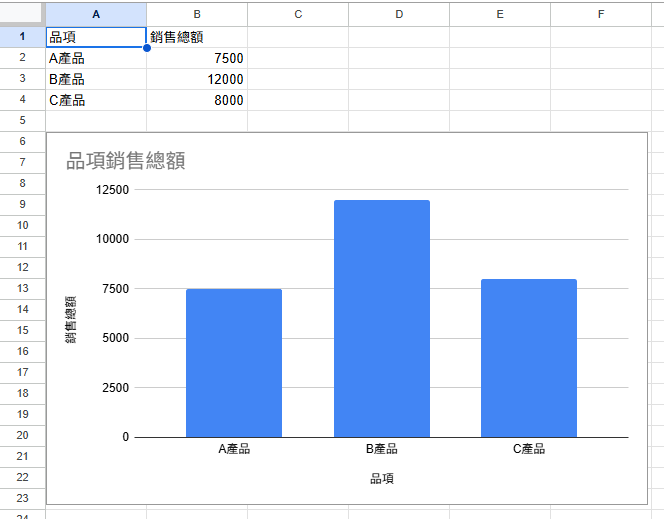 A B C D E F
1 品項 銷售總額
2 A產品 7500
3 B產品 12000
4 C產品 8000
5
6
7 品項銷售總額
8 12500
9
10 10000
11
12
13 7500
14 銷售總額
15
16 5000
17
18 2500
19
20 0
21 A產品 B產品 C產品
22 品項
23
24